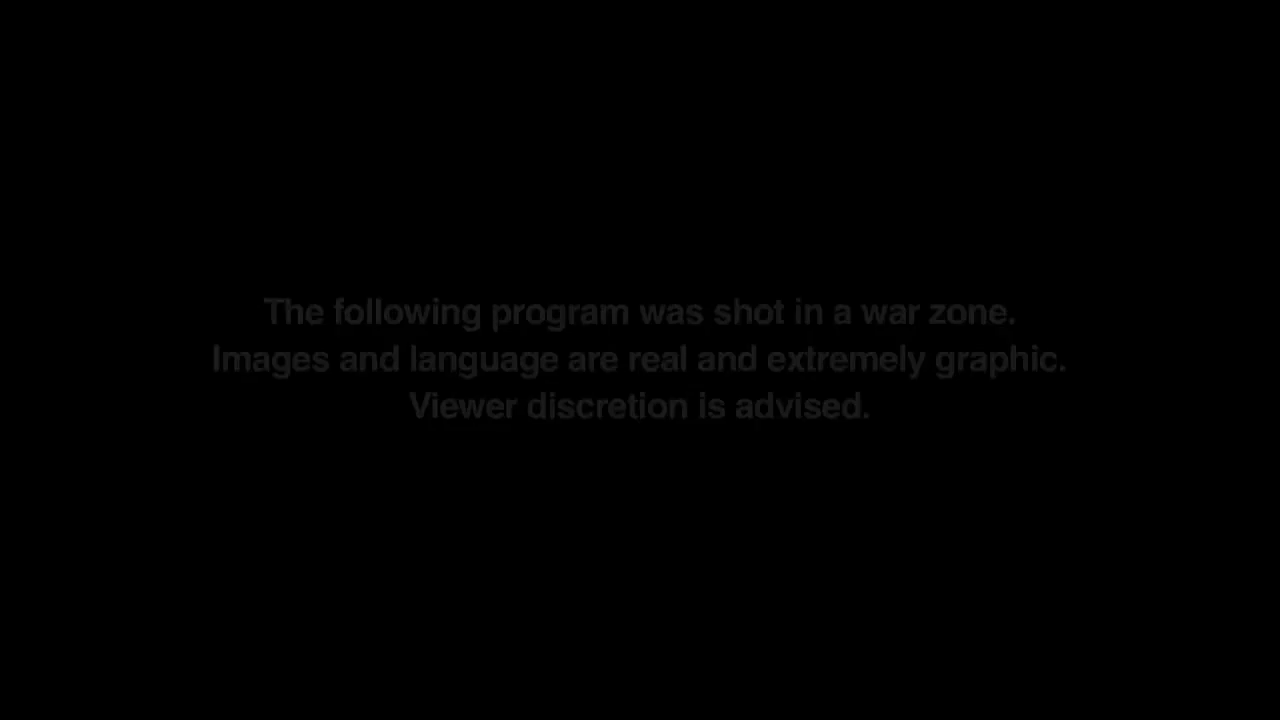 The following program was shot in a war zone.
Images and language are real and extremely graphic.
Viewer discretion is advised.